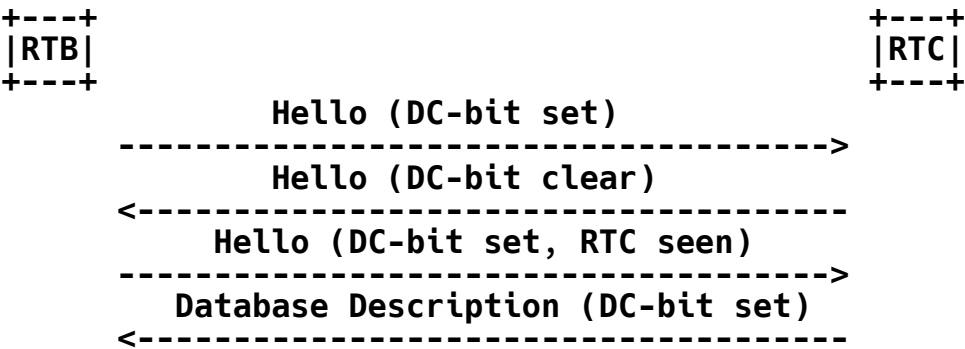 +---+                                        +---+
|RTB|                                        |RTC|
+---+                                        +---+
              Hello (DC-bit set)
      ------------------------------------->
              Hello (DC-bit clear)
      <-------------------------------------
           Hello (DC-bit set, RTC seen)
      ------------------------------------->
         Database Description (DC-bit set)
      <-------------------------------------